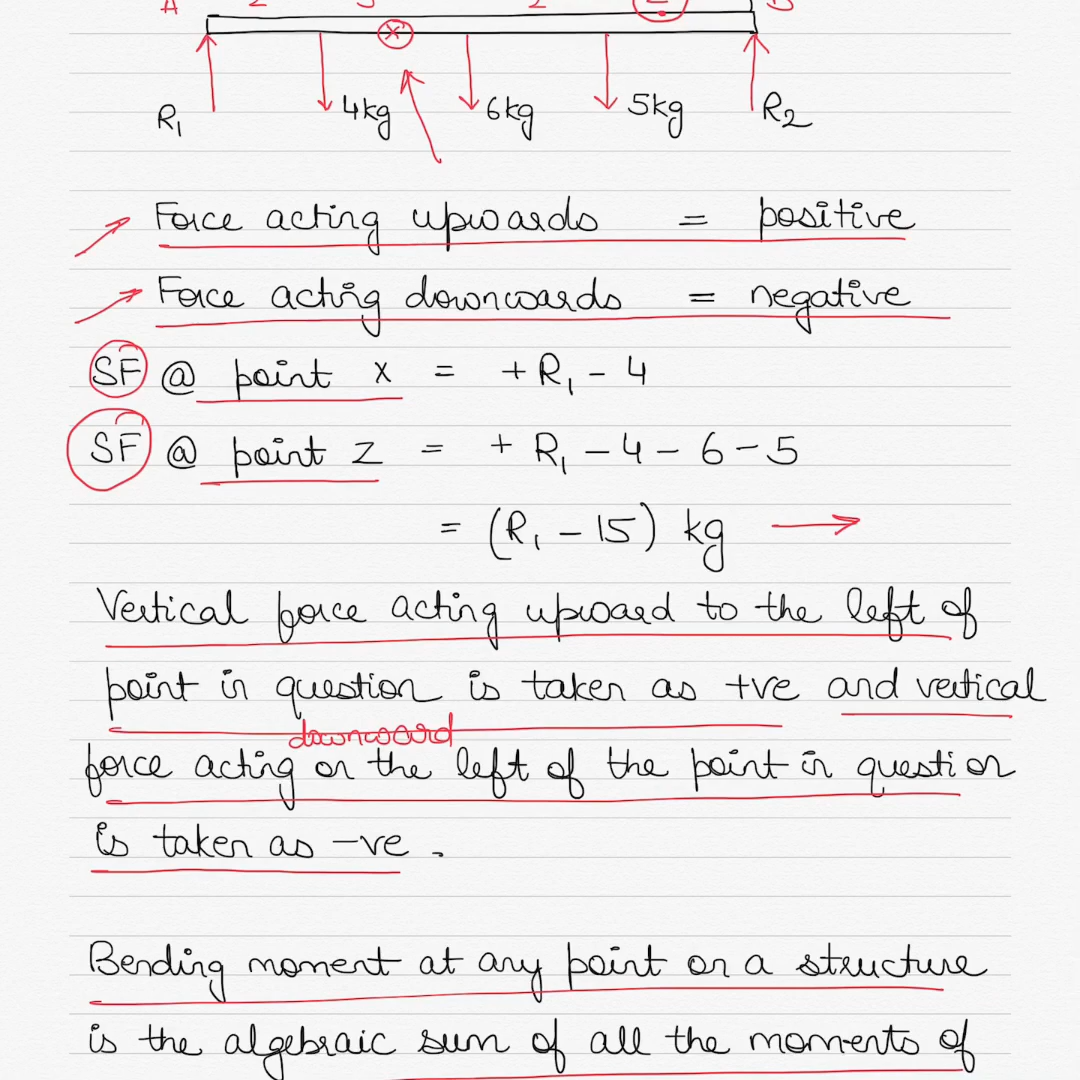 R₁ 4kg 6kg 5kg R2
Force acting upwards = positive
Force acting downwards = negative
SF @ point x = +R₁ - 4
SF @ point z = + R₁ - 4 - 6 - 5
= (R₁ - 15) kg
Vertical force acting upward to the left of
point in question is taken as +ve and vertical
downward
force acting on the left of the point in question
is taken as -ve.
Bending moment at any point on a structure
is the algebraic sum of all the moments of